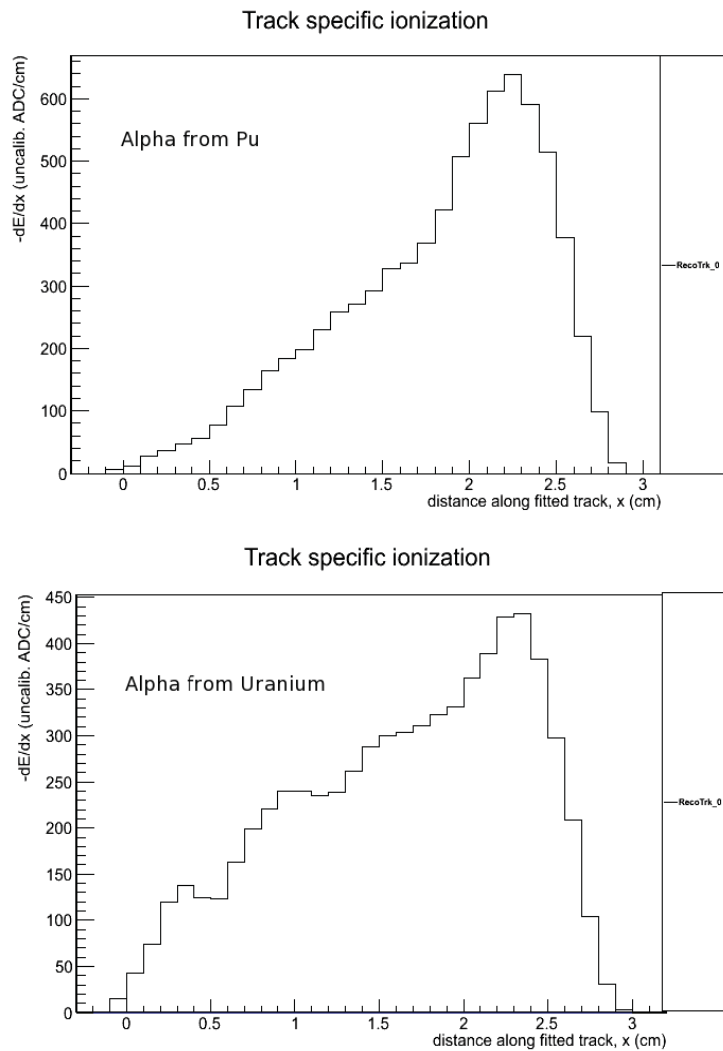 Track specific ionization
-dE/dx (uncalib. ADC/cm)
600
500
400
300
200
100
0
Alpha from Pu
RecoTrk_0
0 0.5 1 1.5 2 2.5 3
distance along fitted track, x (cm)
Track specific ionization
-dE/dx (uncalib. ADC/cm)
450
400
350
300
250
200
150
100
50
0
Alpha from Uranium
RecoTrk_0
0 0.5 1 1.5 2 2.5 3
distance along fitted track, x (cm)